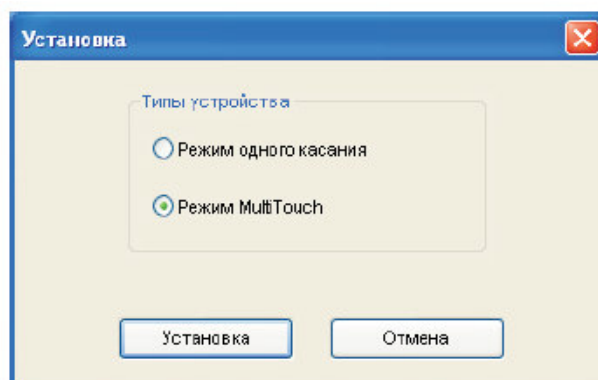 Установка
Типы устройства
Режим одного касания
Режим MultiTouch
Установка
Отмена